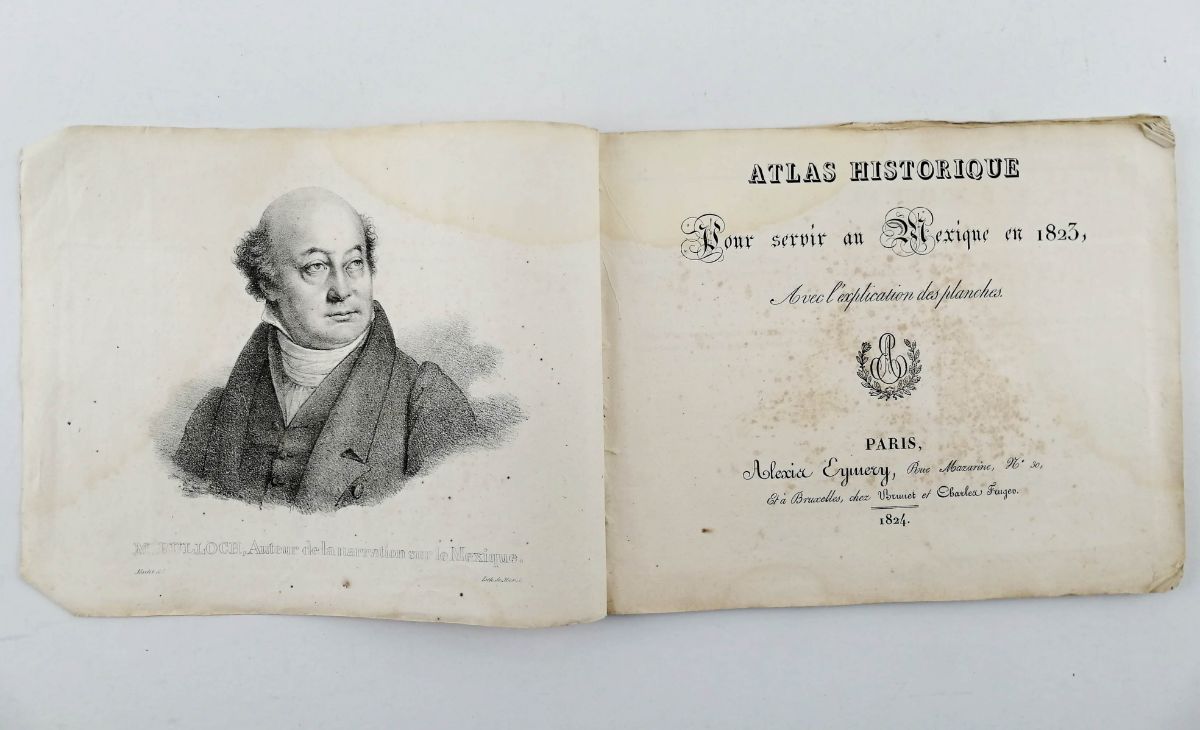 Mr. BULLOCH, Auteur de la narration sur le Mexique.
ATLAS HISTORIQUE
Pour servir au Mexique en 1823,
Avec l'explication des planches.
PARIS,
Alexis Eymery, Rue Mazarine, N° 30,
Et à Bruxelles, chez Brunet et Charles
1824.